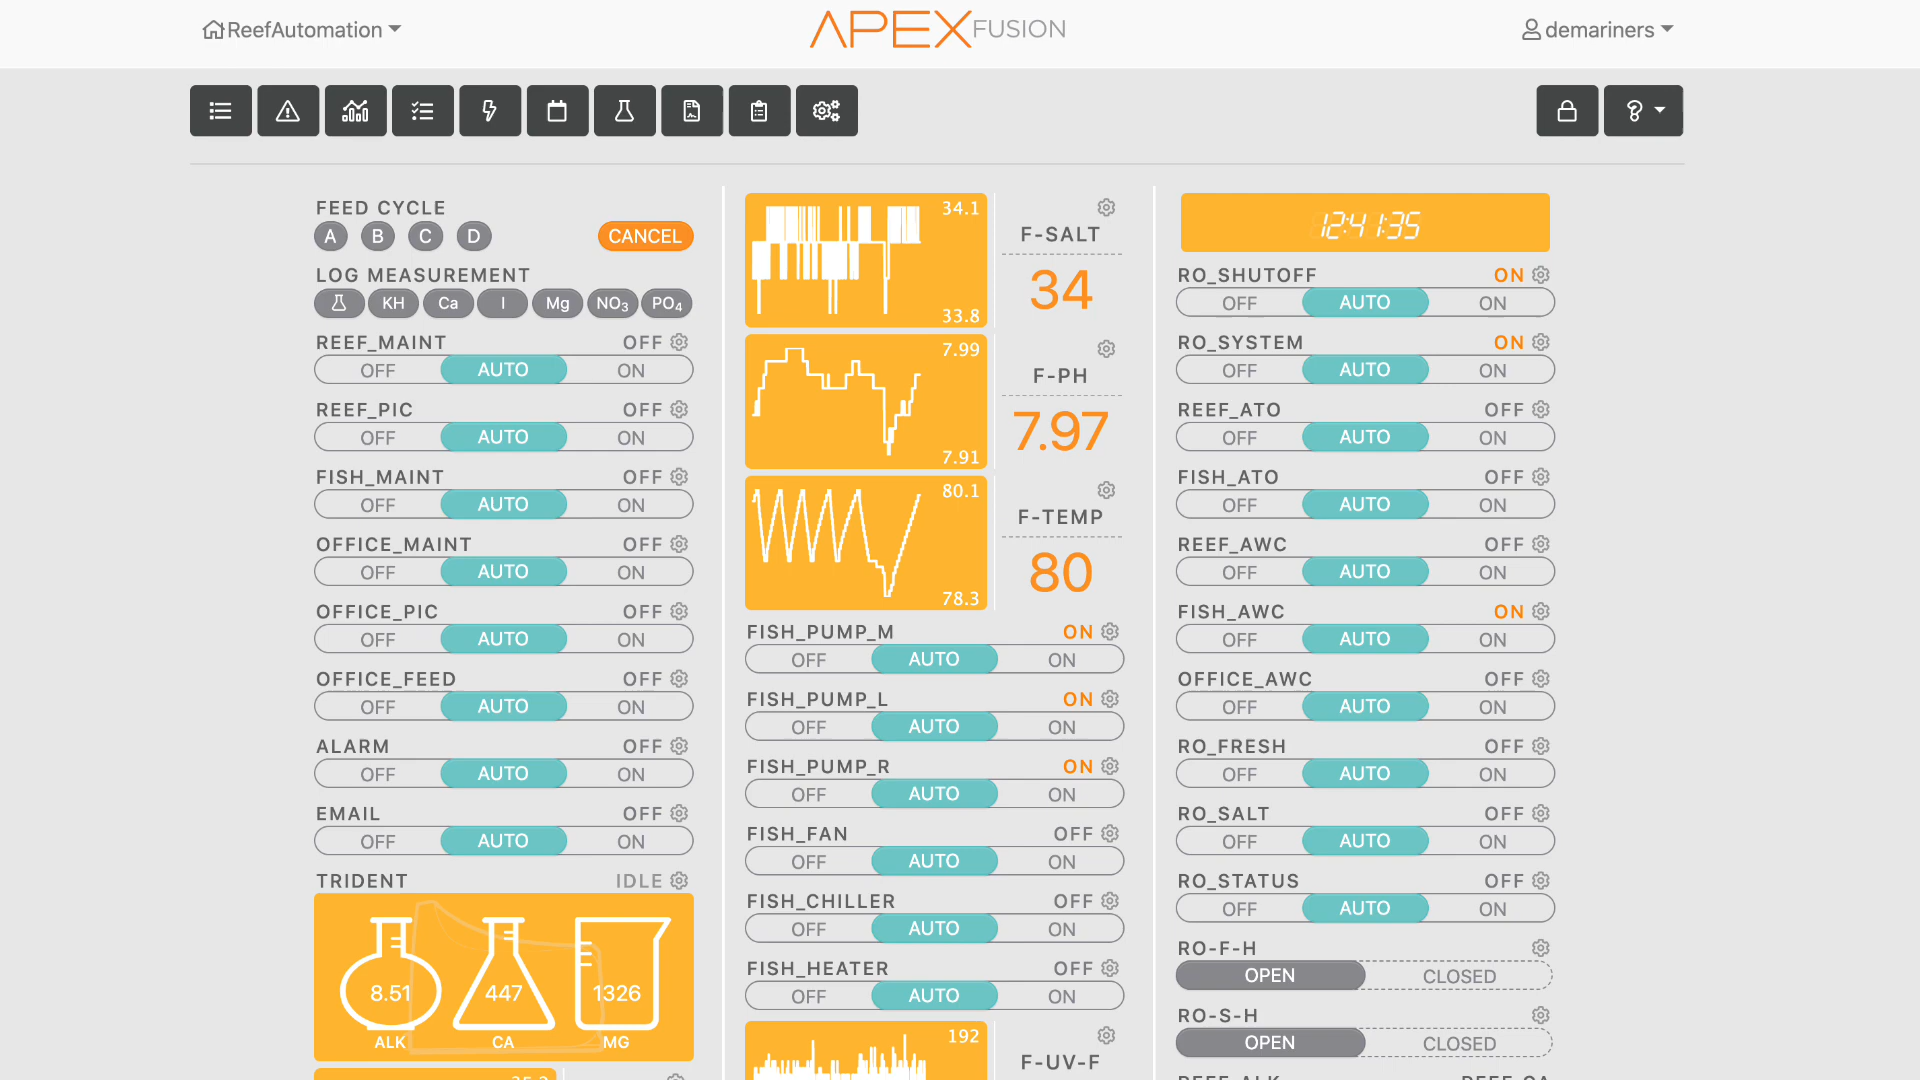 ReefAutomation
APEX FUSION
demariners
FEED CYCLE
A B C D CANCEL
LOG MEASUREMENT
KH Ca I Mg NO3 PO4
REEF_MAINT OFF
OFF AUTO ON
REEF_PIC OFF
OFF AUTO ON
FISH_MAINT OFF
OFF AUTO ON
OFFICE_MAINT OFF
OFF AUTO ON
OFFICE_PIC OFF
OFF AUTO ON
OFFICE_FEED OFF
OFF AUTO ON
ALARM OFF
OFF AUTO ON
EMAIL OFF
OFF AUTO ON
TRIDENT IDLE
8.51 447 1326
ALK CA MG
34.1
F-SALT
34
33.8
7.99
F-PH
7.97
7.91
80.1
F-TEMP
80
78.3
FISH_PUMP_M ON
OFF AUTO ON
FISH_PUMP_L ON
OFF AUTO ON
FISH_PUMP_R ON
OFF AUTO ON
FISH_FAN OFF
OFF AUTO ON
FISH_CHILLER OFF
OFF AUTO ON
FISH_HEATER OFF
OFF AUTO ON
192
F-UV-F
12:41:35
RO_SHUTOFF ON
OFF AUTO ON
RO_SYSTEM ON
OFF AUTO ON
REEF_ATO OFF
OFF AUTO ON
FISH_ATO OFF
OFF AUTO ON
REEF_AWC OFF
OFF AUTO ON
FISH_AWC ON
OFF AUTO ON
OFFICE_AWC OFF
OFF AUTO ON
RO_FRESH OFF
OFF AUTO ON
RO_SALT OFF
OFF AUTO ON
RO_STATUS OFF
OFF AUTO ON
RO-F-H
OPEN CLOSED
RO-S-H
OPEN CLOSED